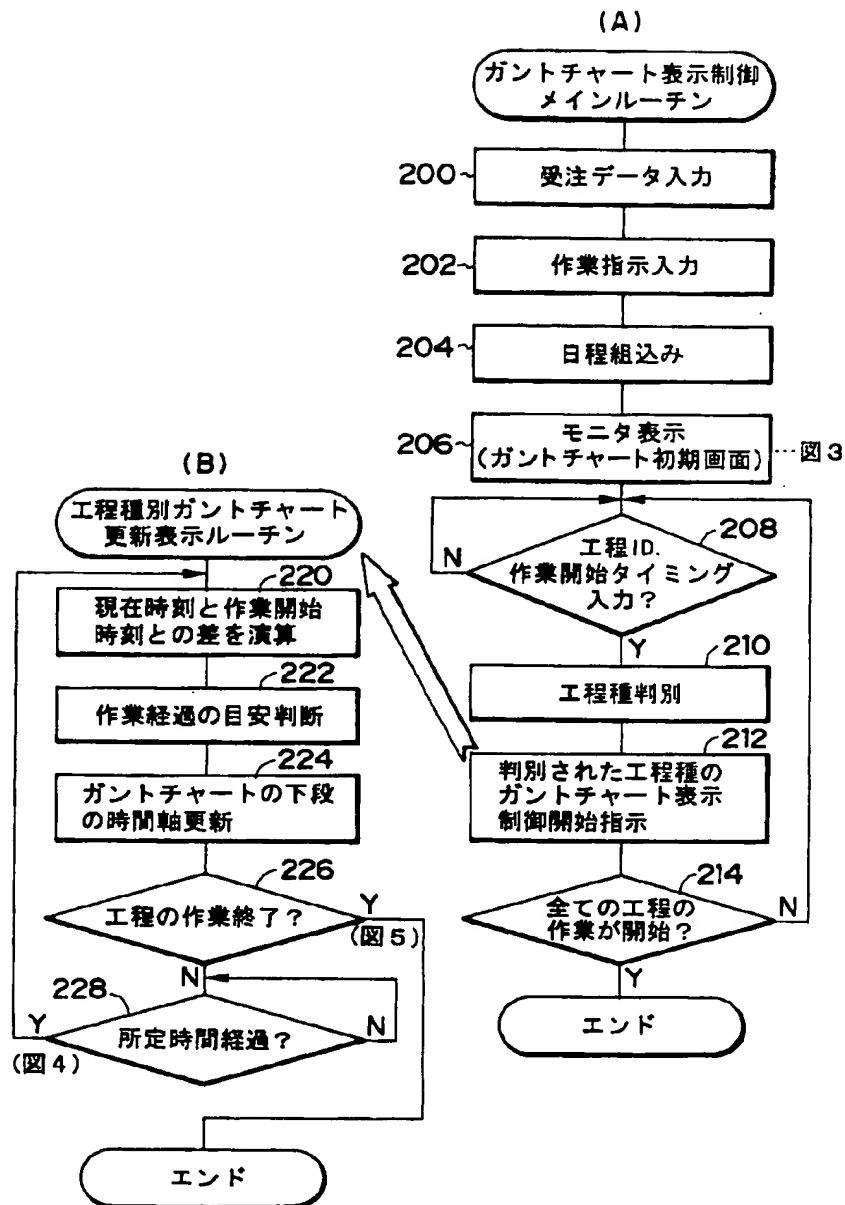 (A)
ガントチャート表示制御
メインルーチン
200
受注データ入力
202
作業指示入力
204
日程組込み
206
モニタ表示
(ガントチャート初期画面)
図3
208
工程ID.
作業開始タイミング
入力?
N
Y
210
工程種判別
212
判別された工程種の
ガントチャート表示
制御開始指示
214
全ての工程の
作業が開始?
N
Y
エンド
(B)
工程種別ガントチャート
更新表示ルーチン
220
現在時刻と作業開始
時刻との差を演算
222
作業経過の目安判断
224
ガントチャートの下段
の時間軸更新
226
工程の作業終了?
Y
(図5)
N
228
所定時間経過?
Y
(図4)
N
エンド